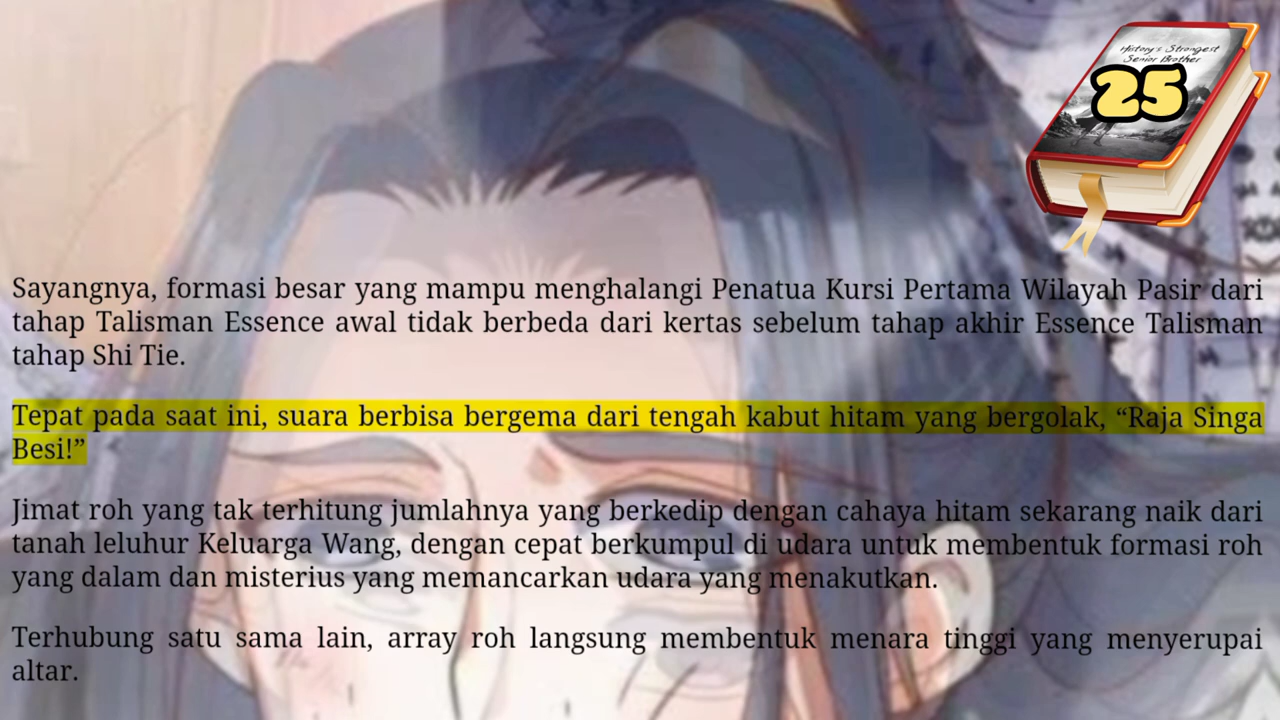 History's Strongest
Senior Brother
25
Sayangnya, formasi besar yang mampu menghalangi Penatua Kursi Pertama Wilayah Pasir dari
tahap Talisman Essence awal tidak berbeda dari kertas sebelum tahap akhir Essence Talisman
tahap Shi Tie.
Tepat pada saat ini, suara berbisa bergema dari tengah kabut hitam yang bergolak, “Raja Singa
Besi!”
Jimat roh yang tak terhitung jumlahnya yang berkedip dengan cahaya hitam sekarang naik dari
tanah leluhur Keluarga Wang, dengan cepat berkumpul di udara untuk membentuk formasi roh
yang dalam dan misterius yang memancarkan udara yang menakutkan.
Terhubung satu sama lain, array roh langsung membentuk menara tinggi yang menyerupai
altar.